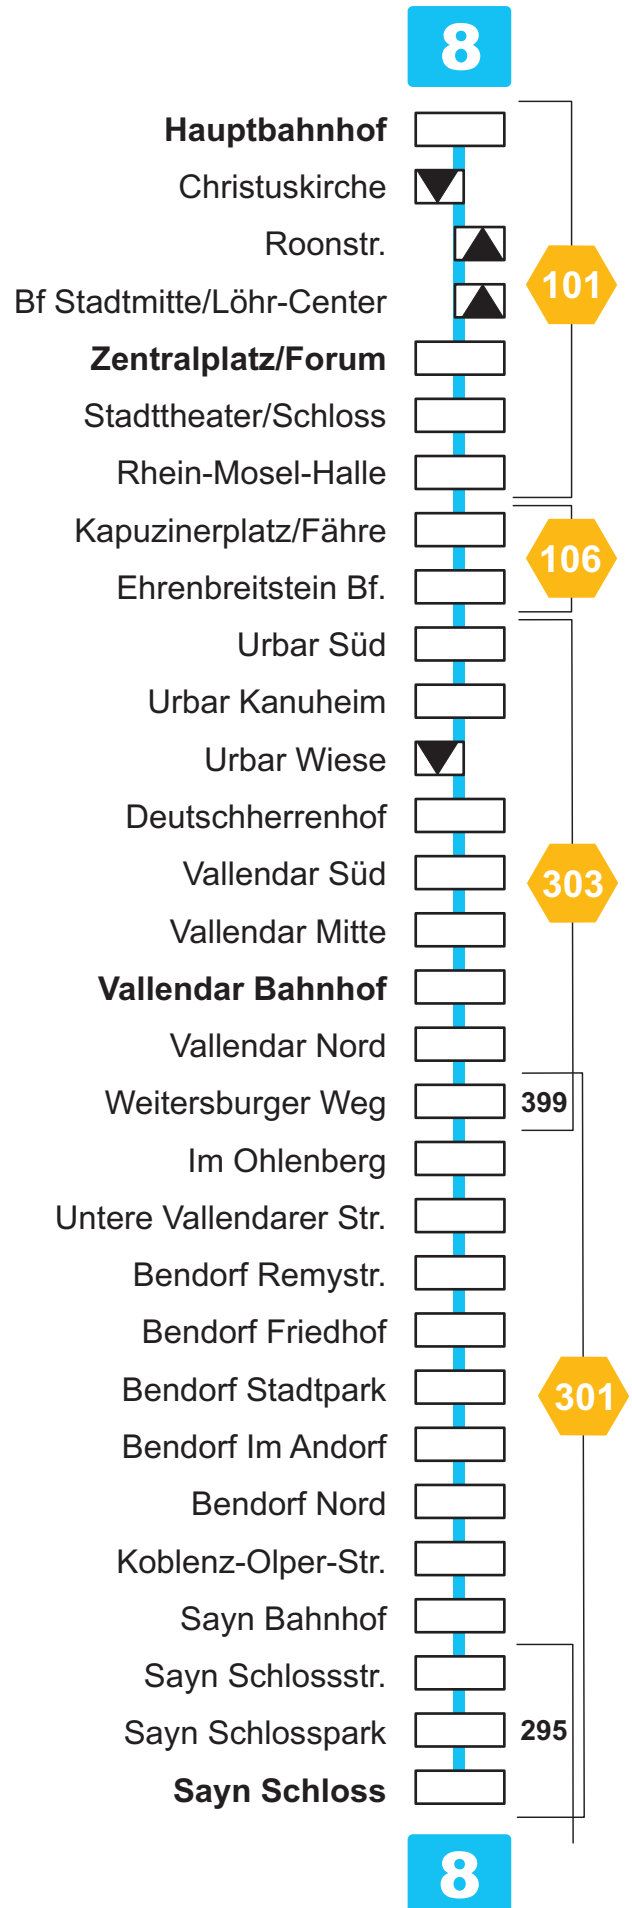 8
Hauptbahnhof
Christuskirche
Roonstr.
101
Bf Stadtmitte/Löhr-Center
Zentralplatz/Forum
Stadttheater/Schloss
Rhein-Mosel-Halle
Kapuzinerplatz/Fähre
106
Ehrenbreitstein Bf.
Urbar Süd
Urbar Kanuheim
Urbar Wiese
Deutschherrenhof
Vallendar Süd
303
Vallendar Mitte
Vallendar Bahnhof
Vallendar Nord
Weitersburger Weg
399
Im Ohlenberg
Untere Vallendarer Str.
Bendorf Remystr.
Bendorf Friedhof
Bendorf Stadtpark
301
Bendorf Im Andorf
Bendorf Nord
Koblenz-Olper-Str.
Sayn Bahnhof
Sayn Schlossstr.
Sayn Schlosspark
295
Sayn Schloss
8